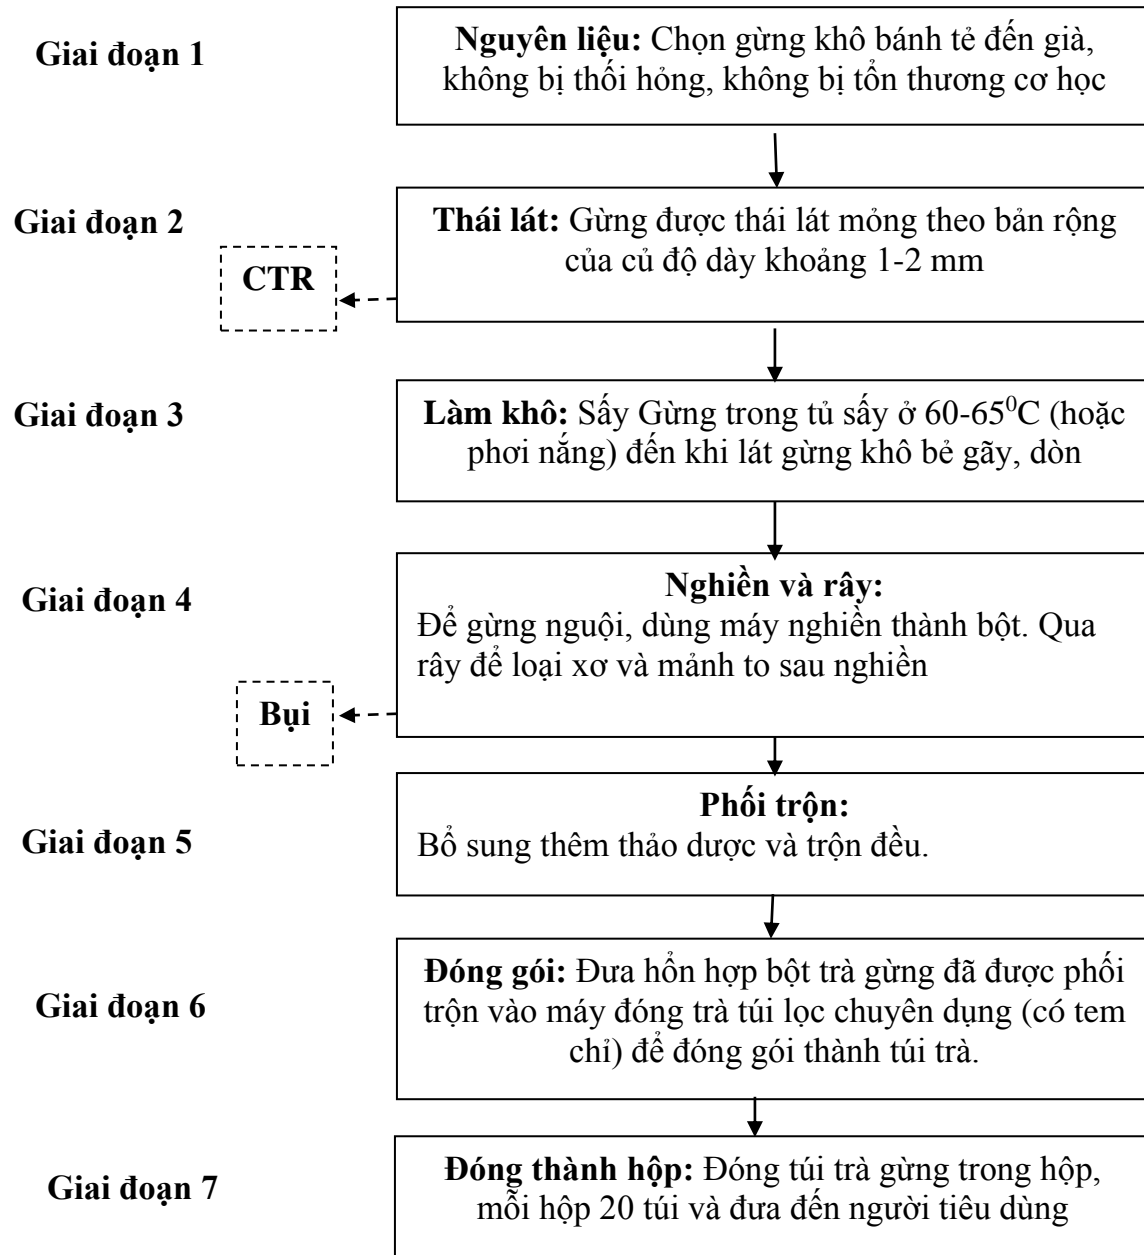 Giai đoạn 1
Nguyên liệu: Chọn gừng khô bánh tẻ đến già,
không bị thối hỏng, không bị tổn thương cơ học
Giai đoạn 2
Thái lát: Gừng được thái lát mỏng theo bản rộng
của củ độ dày khoảng 1-2 mm
CTR
Giai đoạn 3
Làm khô: Sấy Gừng trong tủ sấy ở 60-65⁰C (hoặc
phơi nắng) đến khi lát gừng khô bẻ gãy, dòn
Giai đoạn 4
Nghiền và rây:
Để gừng nguội, dùng máy nghiền thành bột. Qua
rây để loại xơ và mảnh to sau nghiền
Bụi
Giai đoạn 5
Phối trộn:
Bổ sung thêm thảo dược và trộn đều.
Giai đoạn 6
Đóng gói: Đưa hổn hợp bột trà gừng đã được phối
trộn vào máy đóng trà túi lọc chuyên dụng (có tem
chỉ) để đóng gói thành túi trà.
Giai đoạn 7
Đóng thành hộp: Đóng túi trà gừng trong hộp,
mỗi hộp 20 túi và đưa đến người tiêu dùng